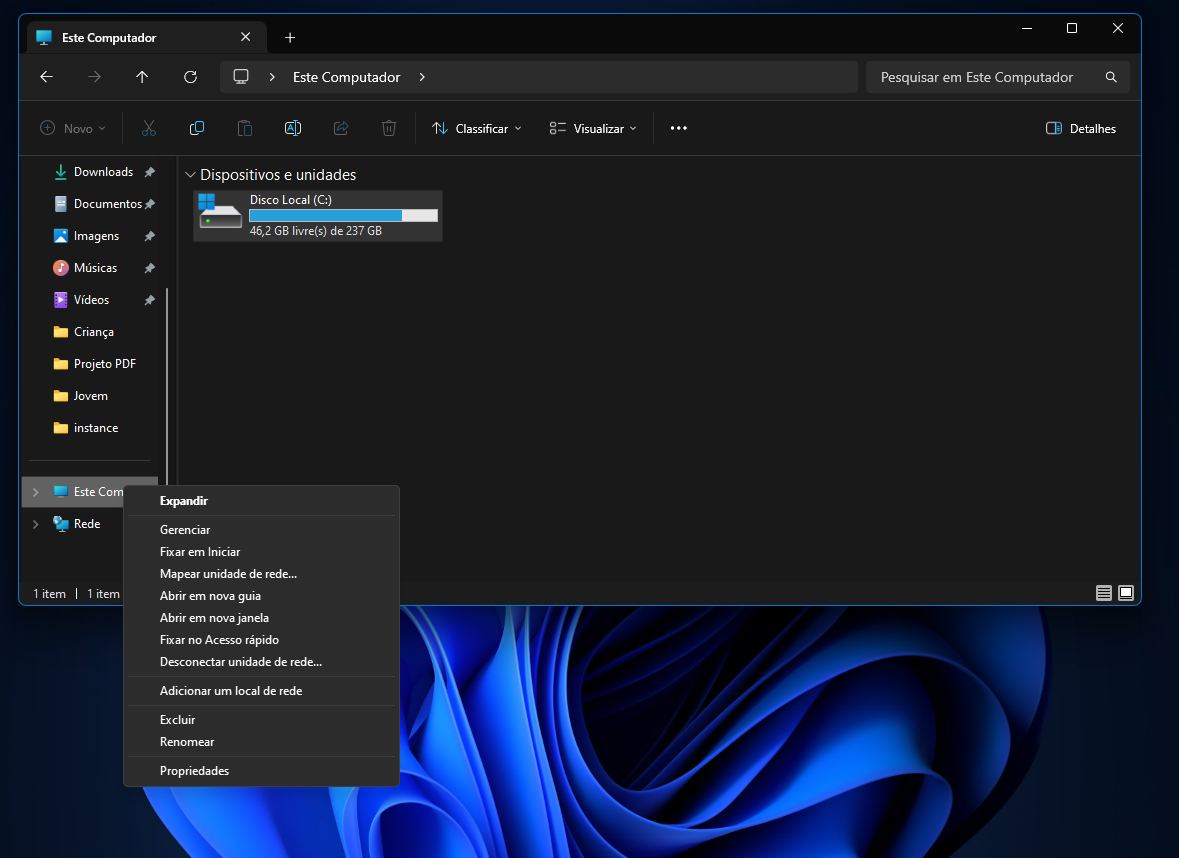 Este Computador
Este Computador
Pesquisar em Este Computador
Novo
Classificar
Visualizar
Detalhes
Downloads
Documentos
Imagens
Músicas
Vídeos
Criança
Projeto PDF
Jovem
instance
Este Com
Rede
Dispositivos e unidades
Disco Local (C:)
46,2 GB livre(s) de 237 GB
Expandir
Gerenciar
Fixar em Iniciar
Mapear unidade de rede...
Abrir em nova guia
Abrir em nova janela
Fixar no Acesso rápido
Desconectar unidade de rede...
Adicionar um local de rede
Excluir
Renomear
Propriedades
1 item | 1 item